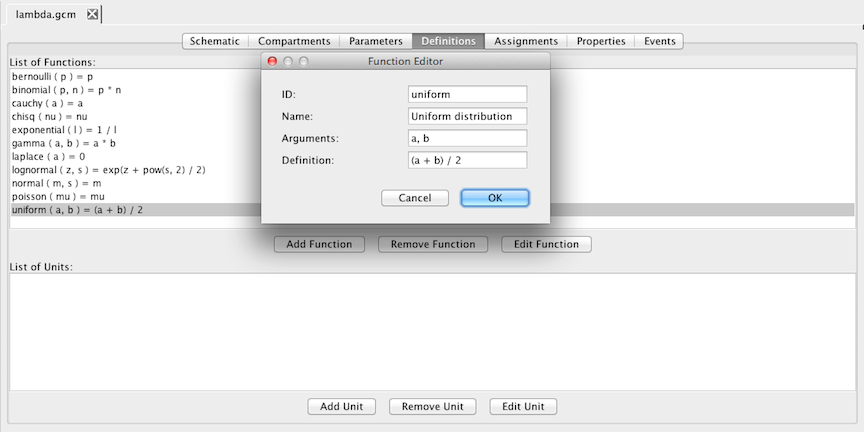 lambda.gcm
Schematic Compartments Parameters Definitions Assignments Properties Events
List of Functions:
bernoulli ( p ) = p
binomial ( p, n ) = p * n
cauchy ( a ) = a
chisq ( nu ) = nu
exponential ( l ) = 1 / l
gamma ( a, b ) = a * b
laplace ( a ) = 0
lognormal ( z, s ) = exp(z + pow(s, 2) / 2)
normal ( m, s ) = m
poisson ( mu ) = mu
uniform ( a, b ) = (a + b) / 2
Function Editor
ID: uniform
Name: Uniform distribution
Arguments: a, b
Definition: (a + b) / 2
Cancel OK
Add Function Remove Function Edit Function
List of Units:
Add Unit Remove Unit Edit Unit